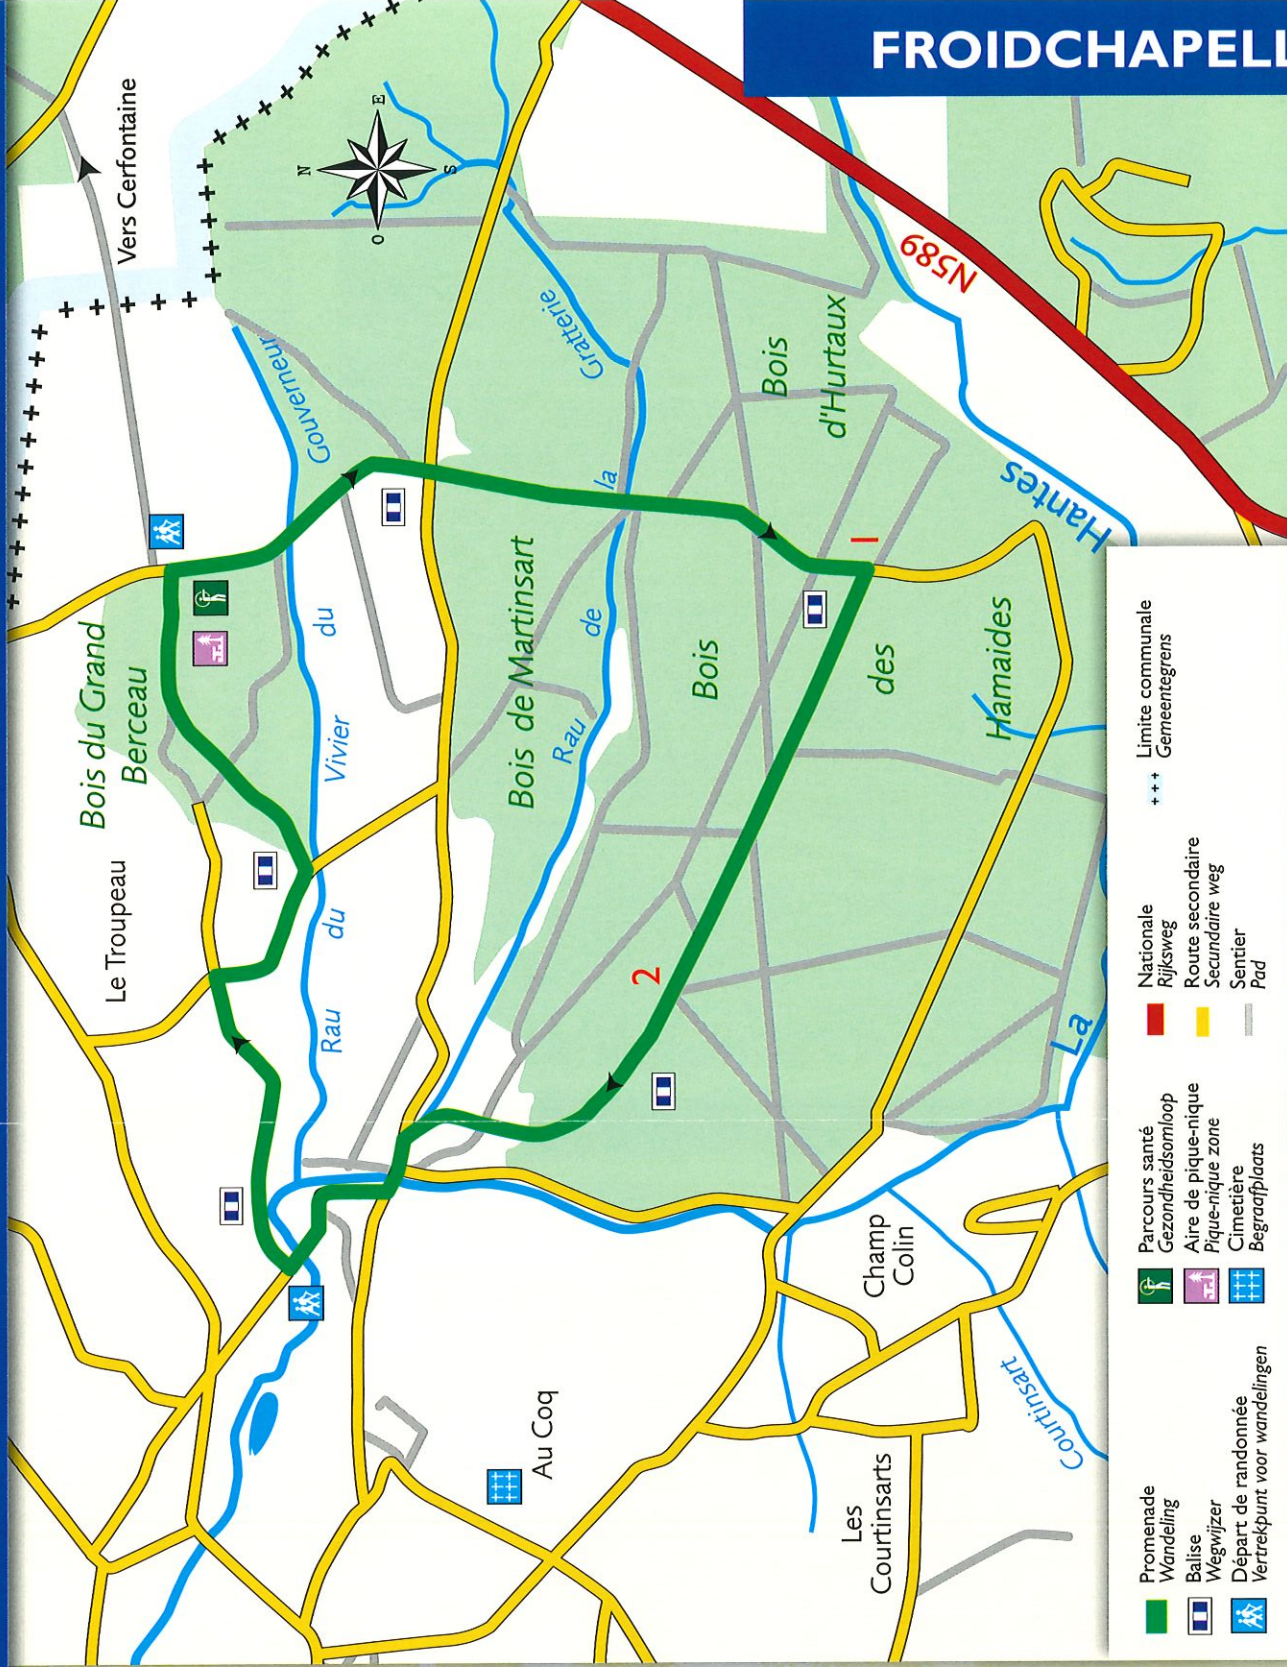 FROIDCHAPELL
Vers Cerfontaine
N
E
S
O
N589
Gouverneur
du
Vivier
du
Rau
Gratterie
la
de
Rau
Bois
d'Hurtaux
Hantes
La
Bois du Grand
Berceau
Bois de Martinsart
Bois
des
Hamaides
Le Troupeau
1
2
Champ
Colin
Courtinsart
Au Coq
Les
Courtinsarts
Promenade
Wandeling
Balise
Wegwijzer
Départ de randonnée
Vertrekpunt voor wandelingen
Parcours santé
Gezondheidsomloop
Aire de pique-nique
Pique-nique zone
Cimetière
Begraafplaats
Nationale
Rijksweg
Route secondaire
Secundaire weg
Sentier
Pad
Limite communale
Gemeentegrens